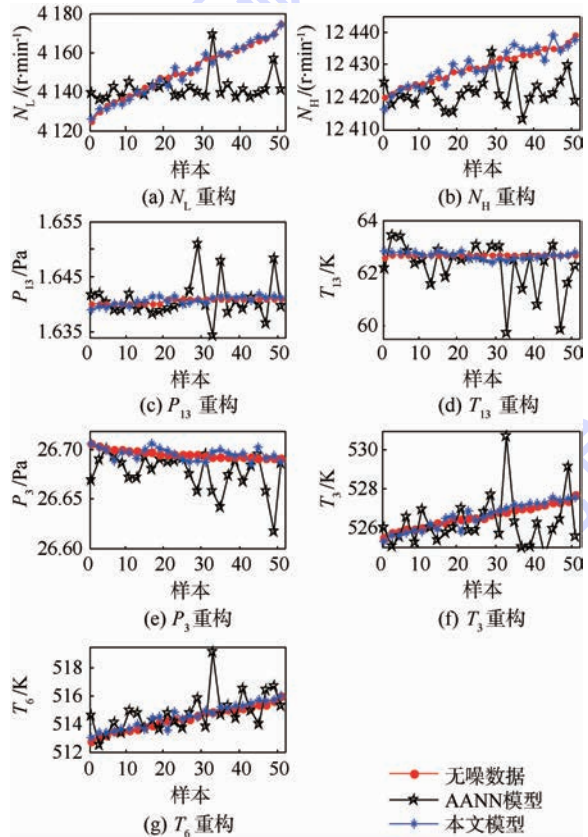 4 180
4 160
4 140
4 120
N_L/(r·min⁻¹)
0 10 20 30 40 50
样本
(a) N_L 重构
12 440
12 430
12 420
12 410
N_H/(r·min⁻¹)
0 10 20 30 40 50
样本
(b) N_H 重构
1.655
1.645
1.635
P_13/Pa
0 10 20 30 40 50
样本
(c) P_13 重构
64
62
60
T_13/K
0 10 20 30 40 50
样本
(d) T_13 重构
26.70
26.65
26.60
P_3/Pa
0 10 20 30 40 50
样本
(e) P_3 重构
530
528
526
T_3/K
0 10 20 30 40 50
样本
(f) T_3 重构
518
516
514
512
T_6/K
0 10 20 30 40 50
样本
(g) T_6 重构
无噪数据
AANN模型
本文模型